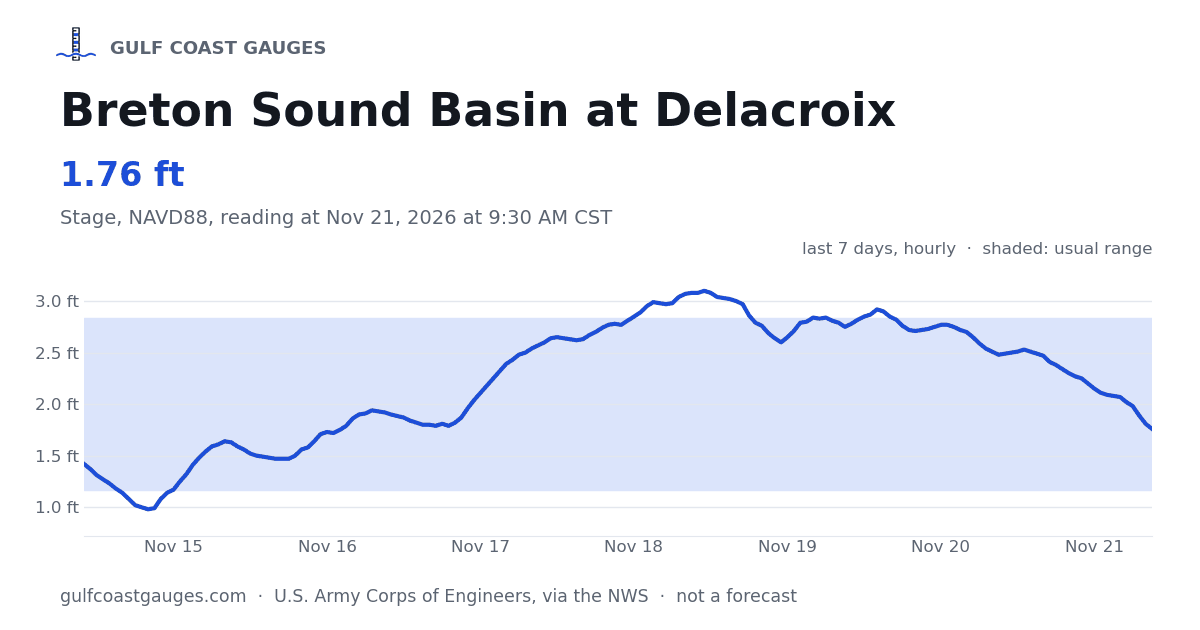 GULF COAST GAUGES
Breton Sound Basin at Delacroix
1.76 ft
Stage, NAVD88, reading at Nov 21, 2026 at 9:30 AM CST
last 7 days, hourly · shaded: usual range
3.0 ft
2.5 ft
2.0 ft
1.5 ft
1.0 ft
Nov 15 Nov 16 Nov 17 Nov 18 Nov 19 Nov 20 Nov 21
gulfcoastgauges.com · U.S. Army Corps of Engineers, via the NWS · not a forecast